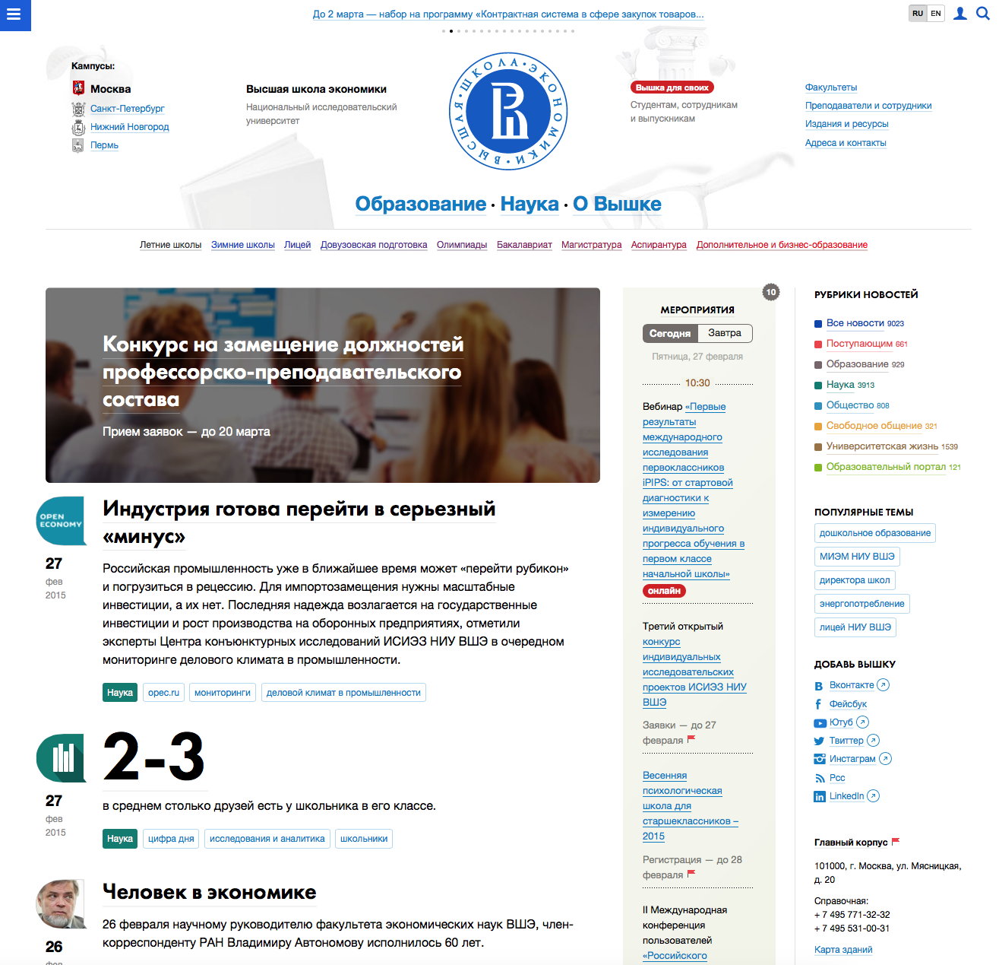 До 2 марта — набор на программу «Контрактная система в сфере закупок товаров...
RU EN
Кампусы:
Москва
Санкт-Петербург
Нижний Новгород
Пермь
Высшая школа экономики
Национальный исследовательский
университет
ВЫСШАЯ • ШКОЛА • ЭКОНОМИКИ •
Вышка для своих
Студентам, сотрудникам
и выпускникам
Факультеты
Преподаватели и сотрудники
Издания и ресурсы
Адреса и контакты
Образование · Наука · О Вышке
Летние школы Зимние школы Лицей Довузовская подготовка Олимпиады Бакалавриат Магистратура Аспирантура Дополнительное и бизнес-образование
Конкурс на замещение должностей
профессорско-преподавательского
состава
Прием заявок — до 20 марта
OPEN
ECONOMY
27
фев
2015
Индустрия готова перейти в серьезный
«минус»
Российская промышленность уже в ближайшее время может «перейти рубикон»
и погрузиться в рецессию. Для импортозамещения нужны масштабные
инвестиции, а их нет. Последняя надежда возлагается на государственные
инвестиции и рост производства на оборонных предприятиях, отметили
эксперты Центра конъюнктурных исследований ИСИЭЗ НИУ ВШЭ в очередном
мониторинге делового климата в промышленности.
Наука opec.ru мониторинги деловой климат в промышленности
27
фев
2015
2-3
в среднем столько друзей есть у школьника в его классе.
Наука цифра дня исследования и аналитика школьники
26
фев
Человек в экономике
26 февраля научному руководителю факультета экономических наук ВШЭ, член-
корреспонденту РАН Владимиру Автономову исполнилось 60 лет.
10
МЕРОПРИЯТИЯ
Сегодня Завтра
Пятница, 27 февраля
10:30
Вебинар «Первые
результаты
международного
исследования
первоклассников
iPIPS: от стартовой
диагностики к
измерению
индивидуального
прогресса обучения в
первом классе
начальной школы»
онлайн
Третий открытый
конкурс
индивидуальных
исследовательских
проектов ИСИЭЗ НИУ
ВШЭ
Заявки — до 27
февраля
Весенняя
психологическая
школа для
старшеклассников –
2015
Регистрация — до 28
февраля
II Международная
конференция
пользователей
«Российского
РУБРИКИ НОВОСТЕЙ
Все новости 9023
Поступающим 661
Образование 929
Наука 3913
Общество 808
Свободное общение 321
Университетская жизнь 1539
Образовательный портал 121
ПОПУЛЯРНЫЕ ТЕМЫ
дошкольное образование
МИЭМ НИУ ВШЭ
директора школ
энергопотребление
лицей НИУ ВШЭ
ДОБАВЬ ВЫШКУ
Вконтакте
Фейсбук
Ютуб
Твиттер
Инстаграм
Рсс
LinkedIn
Главный корпус
101000, г. Москва, ул. Мясницкая,
д. 20
Справочная:
+ 7 495 771-32-32
+ 7 495 531-00-31
Карта зданий